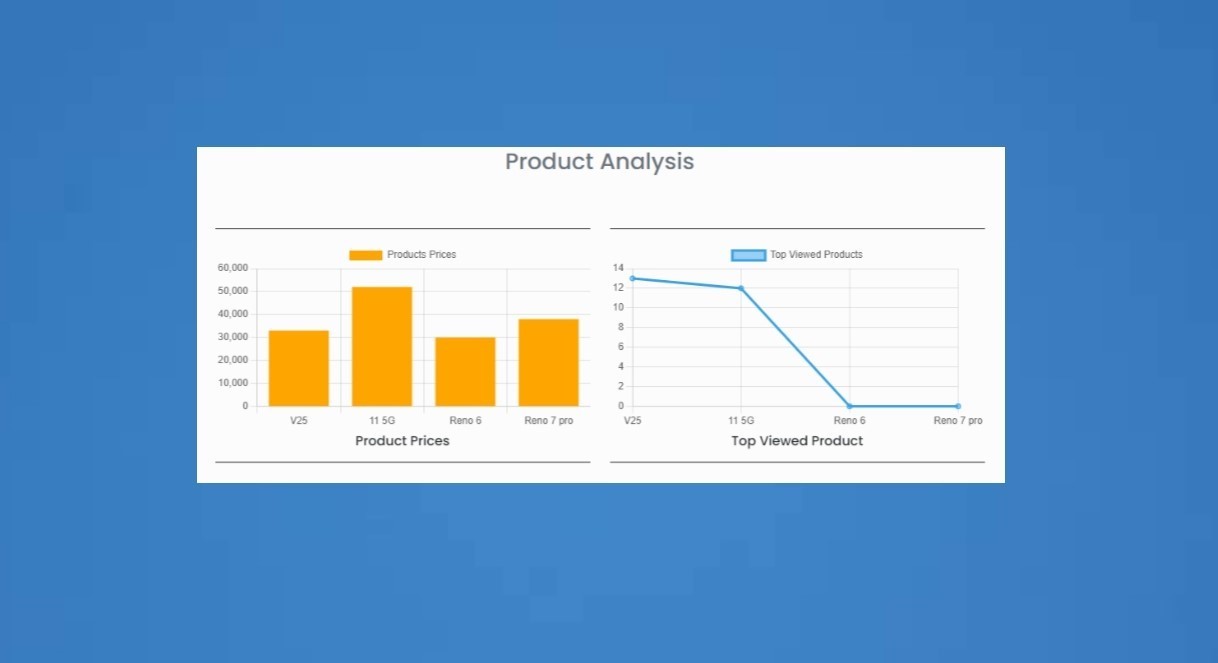 Product Analysis
Products Prices
60,000
50,000
40,000
30,000
20,000
10,000
0
V25 11 5G Reno 6 Reno 7 pro
Product Prices
Top Viewed Products
14
12
10
8
6
4
2
0
V25 11 5G Reno 6 Reno 7 pro
Top Viewed Product